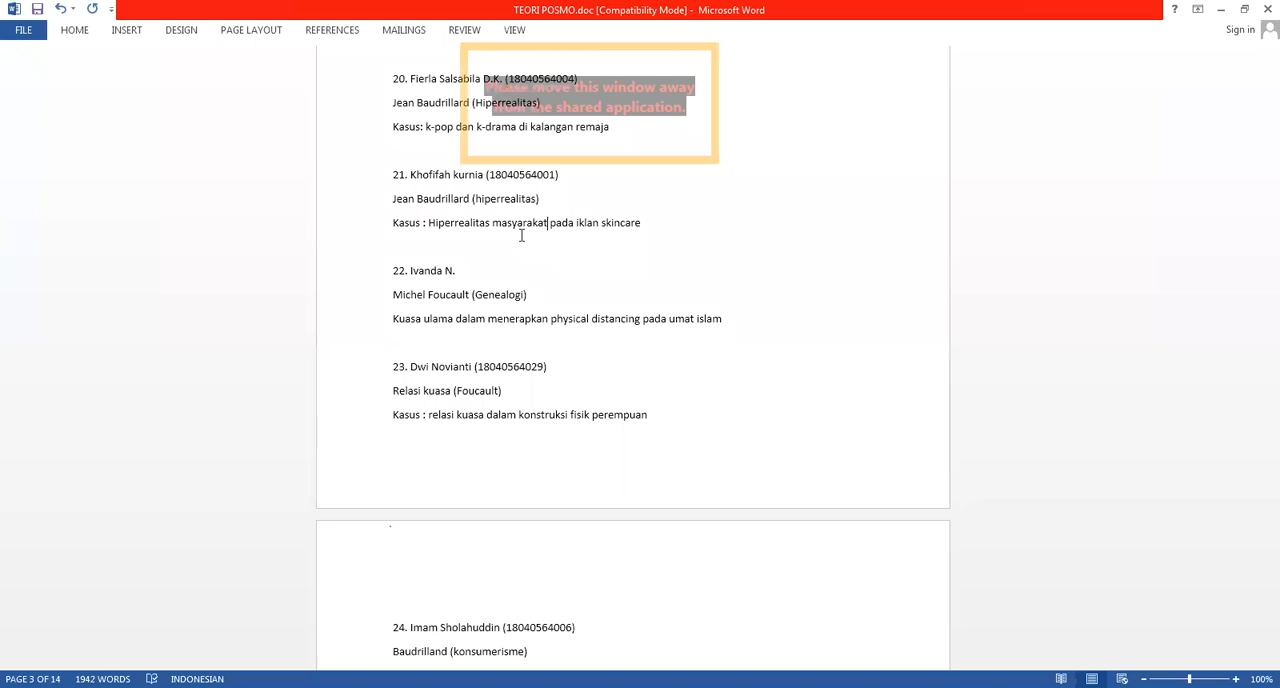 TEORI POSMO.doc [Compatibility Mode] - Microsoft Word
FILE HOME INSERT DESIGN PAGE LAYOUT REFERENCES MAILINGS REVIEW VIEW Sign in
20. Fierla Salsabila D.K. (18040564004)
Please move this window away
Jean Baudrillard (Hiperrealitas)
from the shared application.
Kasus: k-pop dan k-drama di kalangan remaja
21. Khofifah kurnia (18040564001)
Jean Baudrillard (hiperrealitas)
Kasus : Hiperrealitas masyarakat pada iklan skincare
22. Ivanda N.
Michel Foucault (Genealogi)
Kuasa ulama dalam menerapkan physical distancing pada umat islam
23. Dwi Novianti (18040564029)
Relasi kuasa (Foucault)
Kasus : relasi kuasa dalam konstruksi fisik perempuan
24. Imam Sholahuddin (18040564006)
Baudrilland (konsumerisme)
PAGE 3 OF 14 1942 WORDS INDONESIAN 100%